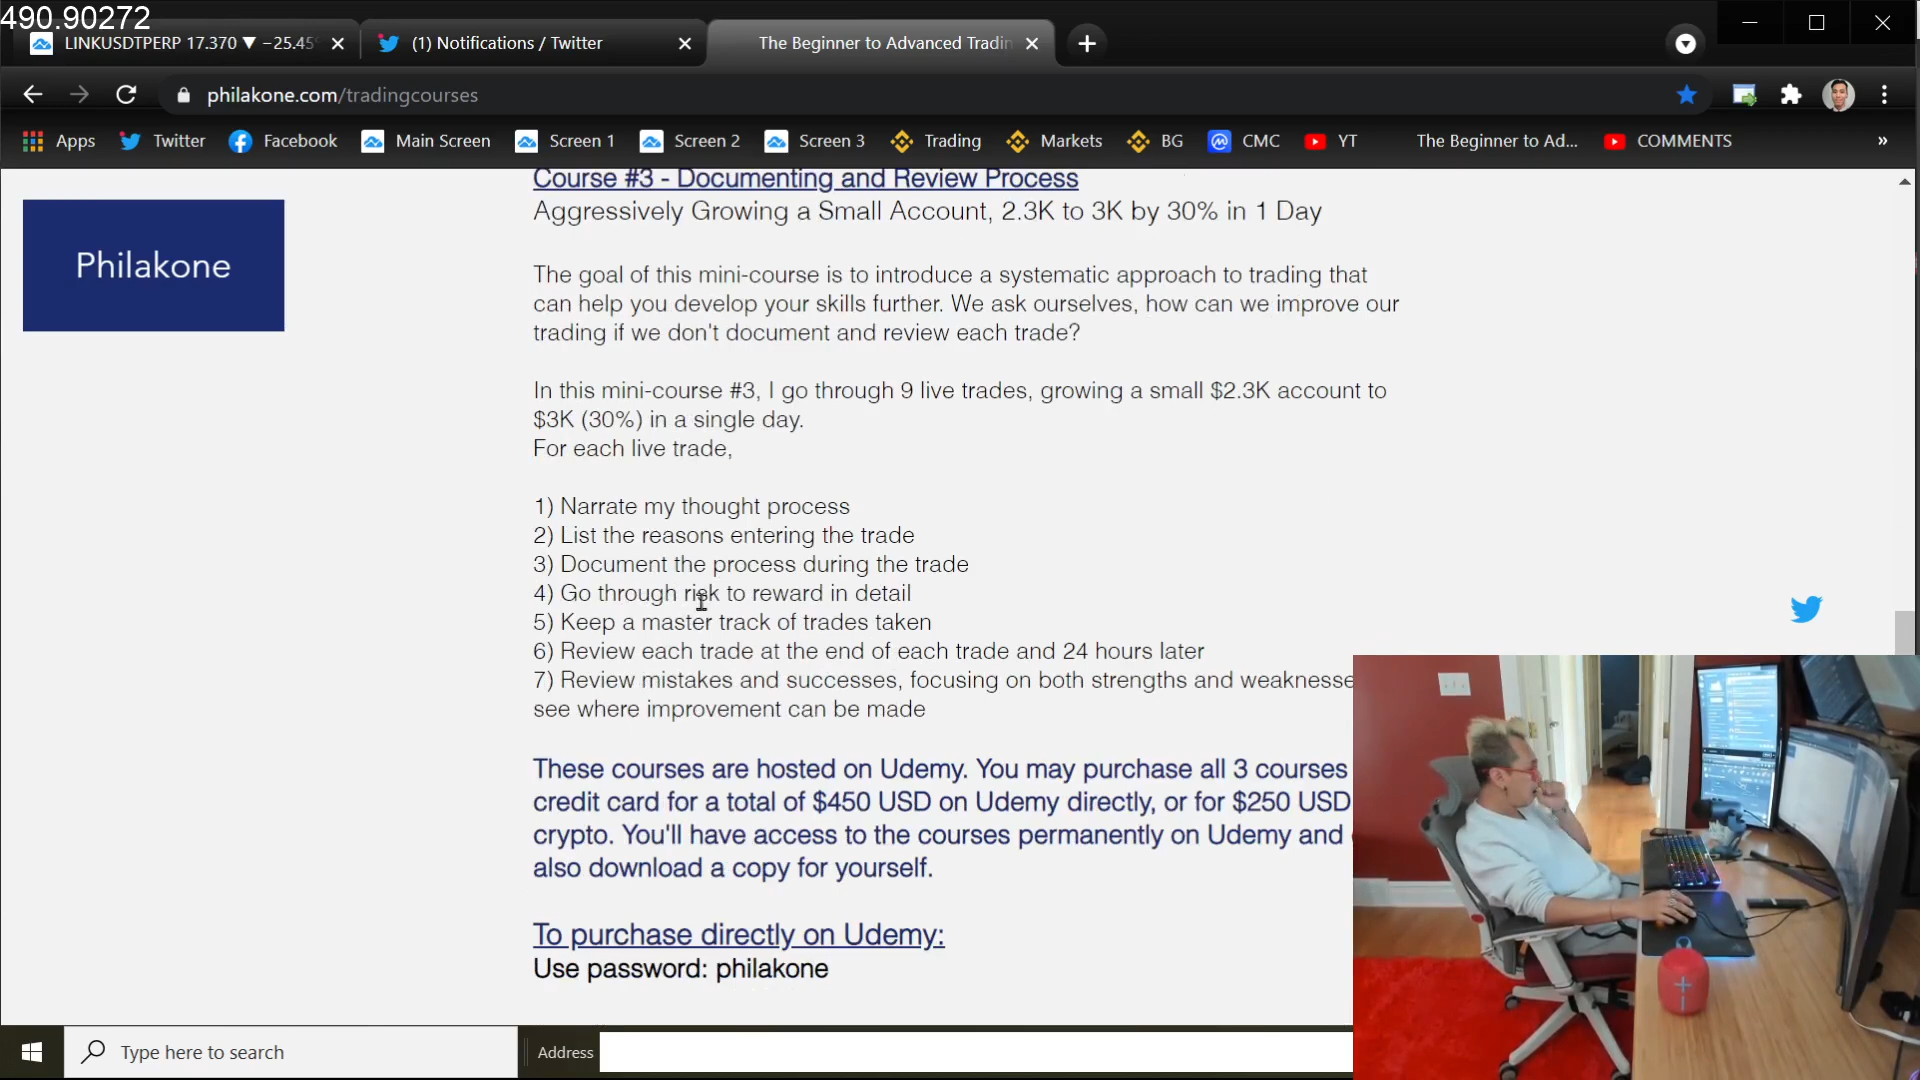 490.90272
LINKUSDTPERP 17.370 ▼ −25.45
(1) Notifications / Twitter
The Beginner to Advanced Tradin
philakone.com/tradingcourses
Apps
Twitter
Facebook
Main Screen
Screen 1
Screen 2
Screen 3
Trading
Markets
BG
CMC
YT
The Beginner to Ad...
COMMENTS
»
Philakone
Course #3 - Documenting and Review Process
Aggressively Growing a Small Account, 2.3K to 3K by 30% in 1 Day
The goal of this mini-course is to introduce a systematic approach to trading that
can help you develop your skills further. We ask ourselves, how can we improve our
trading if we don't document and review each trade?
In this mini-course #3, I go through 9 live trades, growing a small $2.3K account to
$3K (30%) in a single day.
For each live trade,
1) Narrate my thought process
2) List the reasons entering the trade
3) Document the process during the trade
4) Go through risk to reward in detail
5) Keep a master track of trades taken
6) Review each trade at the end of each trade and 24 hours later
7) Review mistakes and successes, focusing on both strengths and weaknesse
see where improvement can be made
These courses are hosted on Udemy. You may purchase all 3 courses
credit card for a total of $450 USD on Udemy directly, or for $250 USD
crypto. You'll have access to the courses permanently on Udemy and
also download a copy for yourself.
To purchase directly on Udemy:
Use password: philakone
Type here to search
Address